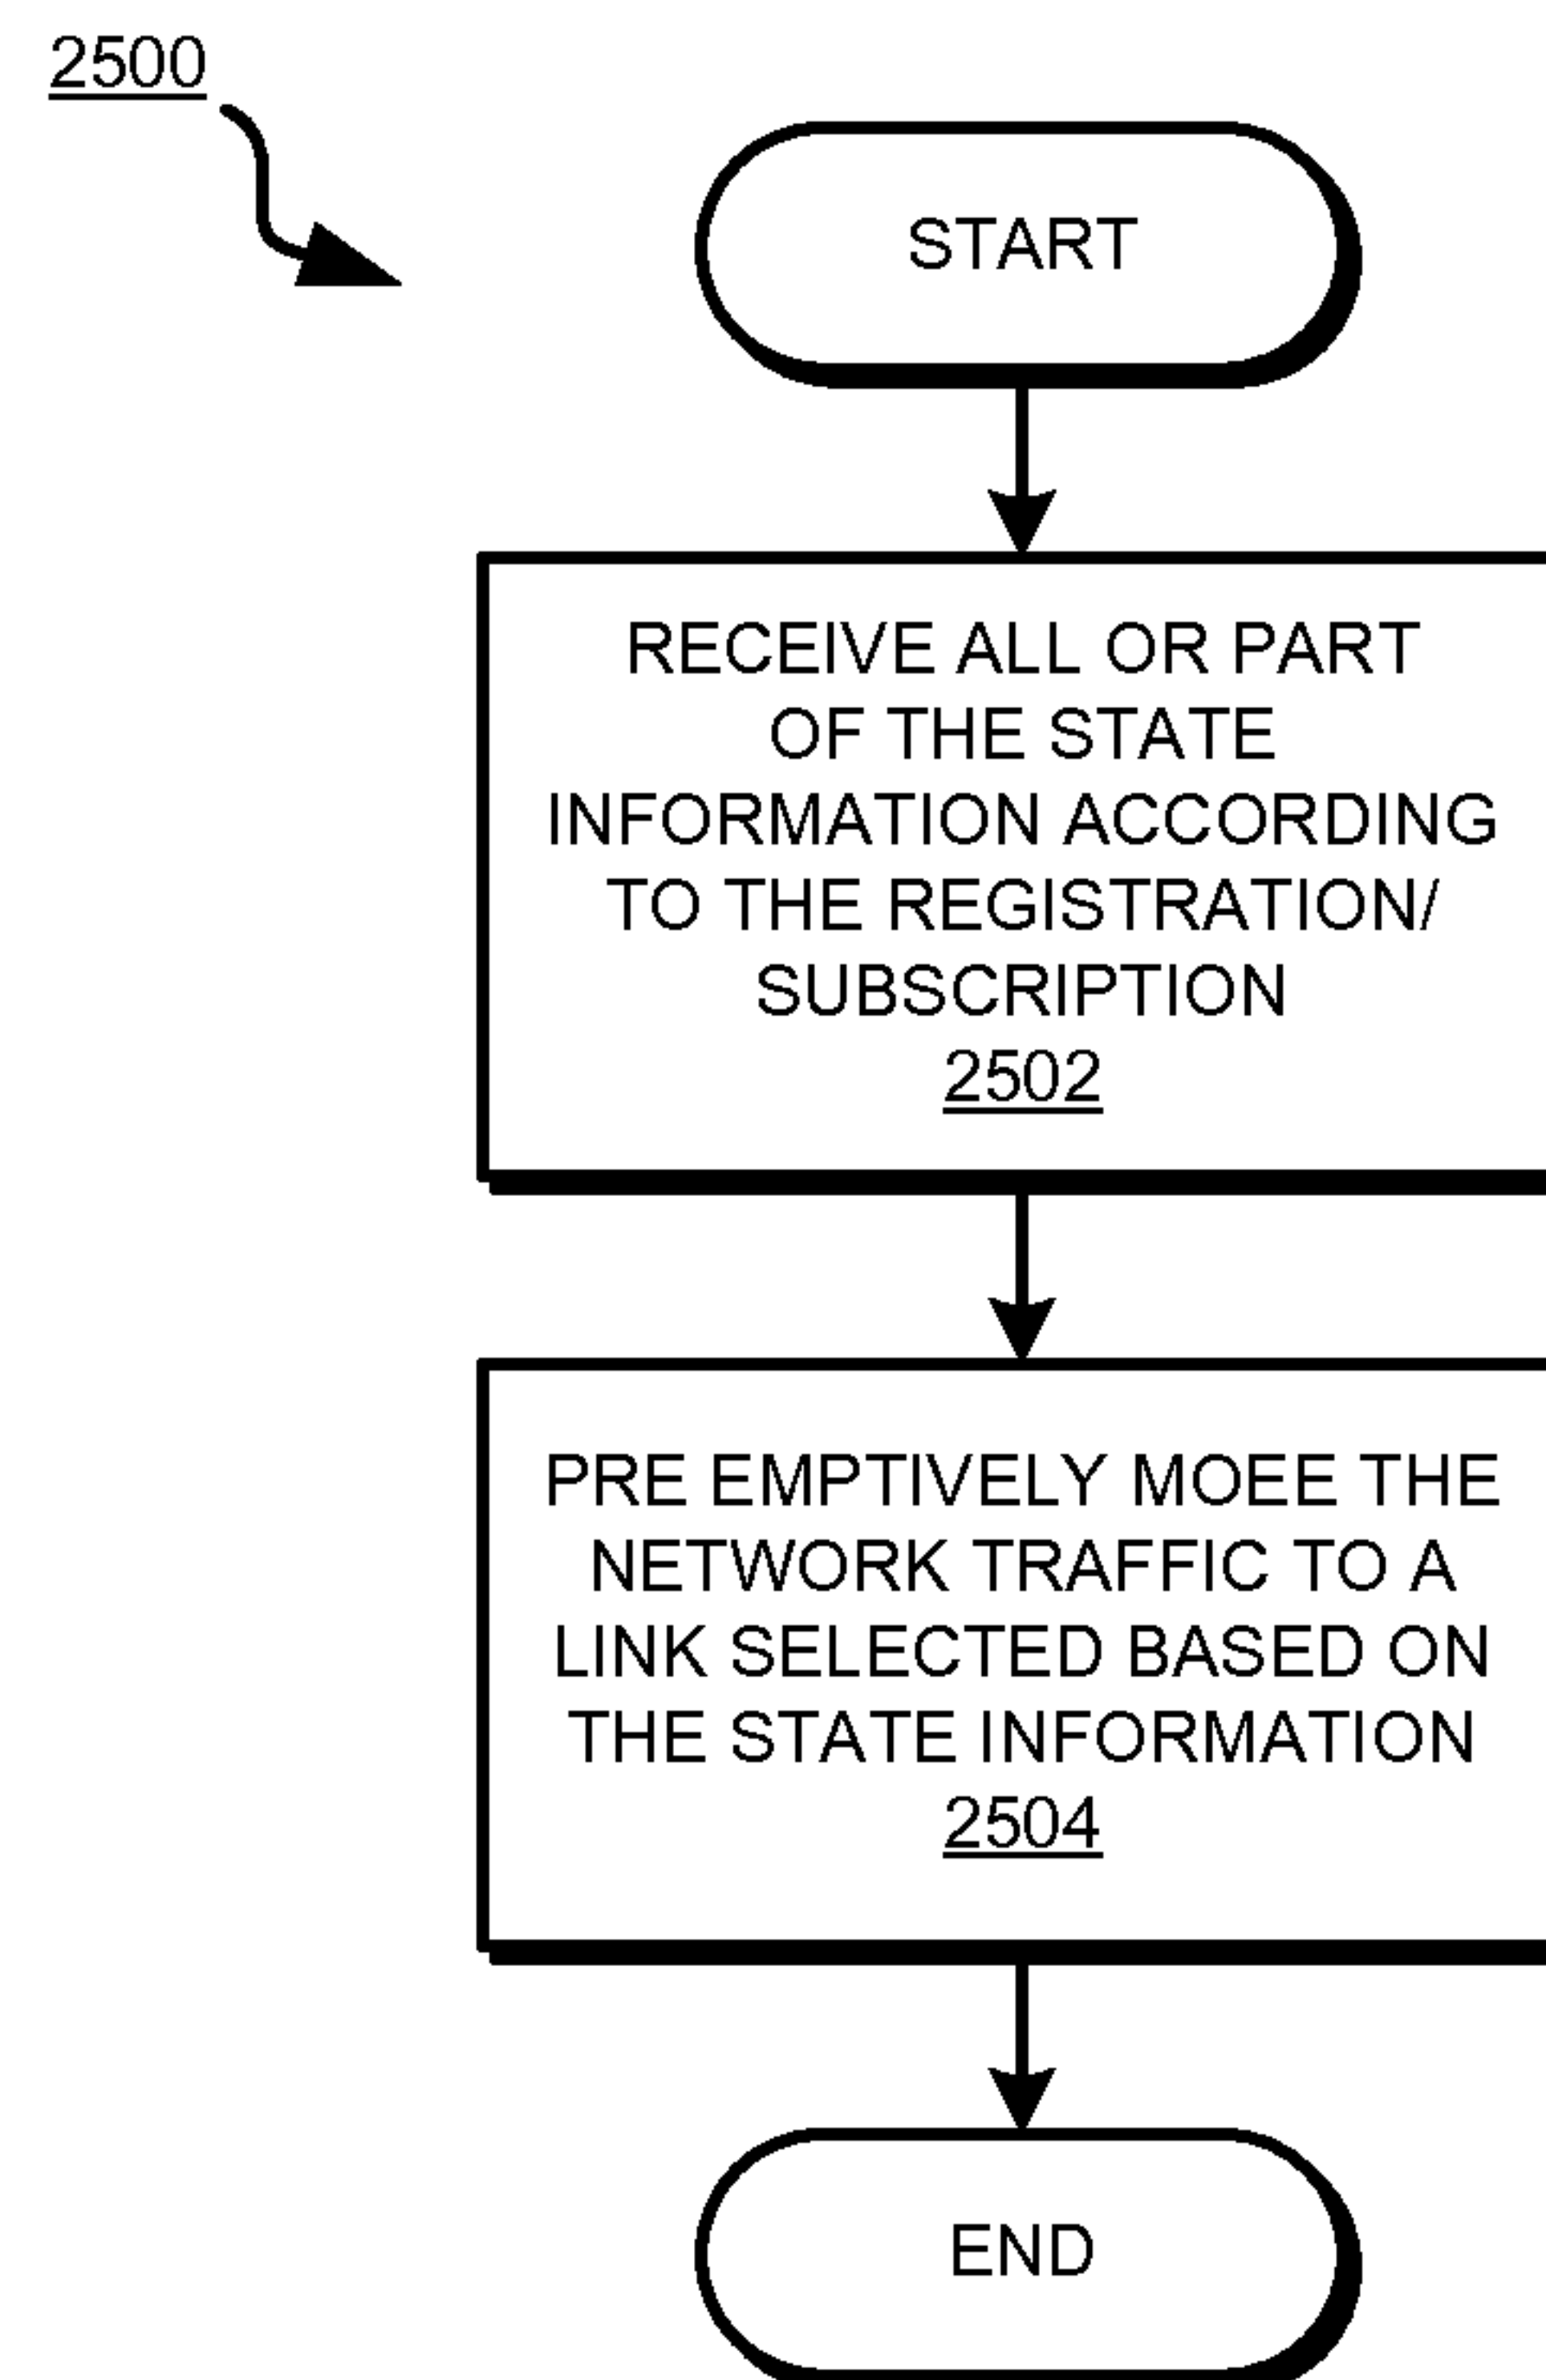 2500
START
RECEIVE ALL OR PART
OF THE STATE
INFORMATION ACCORDING
TO THE REGISTRATION/
SUBSCRIPTION
2502
PRE EMPTIVELY MOEE THE
NETWORK TRAFFIC TO A
LINK SELECTED BASED ON
THE STATE INFORMATION
2504
END